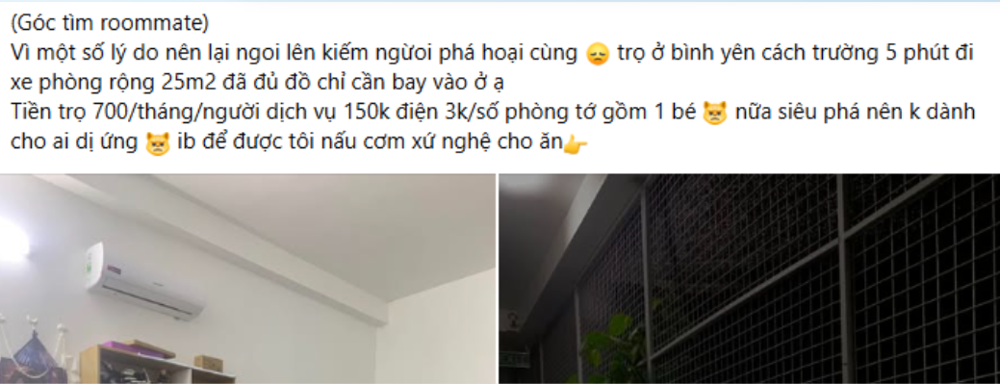 (Góc tìm roommate)
Vì một số lý do nên lại ngoi lên kiếm người phá hoại cùng 😞 trọ ở bình yên cách trường 5 phút đi
xe phòng rộng 25m2 đã đủ đồ chỉ cần bay vào ở ạ
Tiền trọ 700/tháng/người dịch vụ 150k điện 3k/số phòng tớ gồm 1 bé 😾 nữa siêu phá nên k dành
cho ai dị ứng 😾 ib để được tôi nấu cơm xứ nghệ cho ăn👉